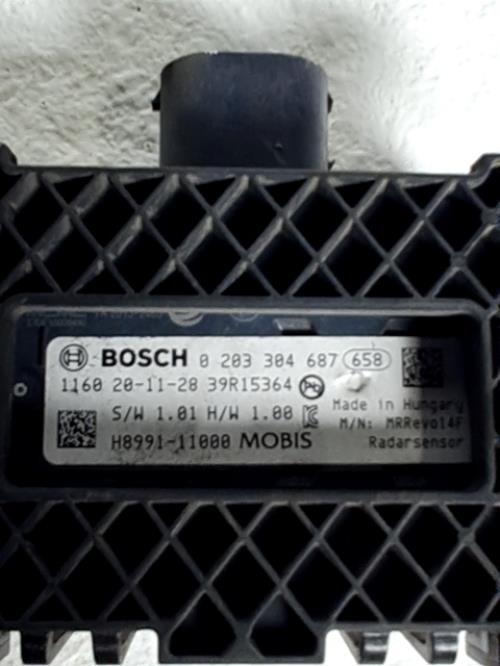 BOSCH 0 203 304 687 658
1160 20-11-28 39R15364
S/W 1.01 H/W 1.00
Made in Hungary
M/N: MRRevo14F
H8991-11000 MOBIS
Radarsensor